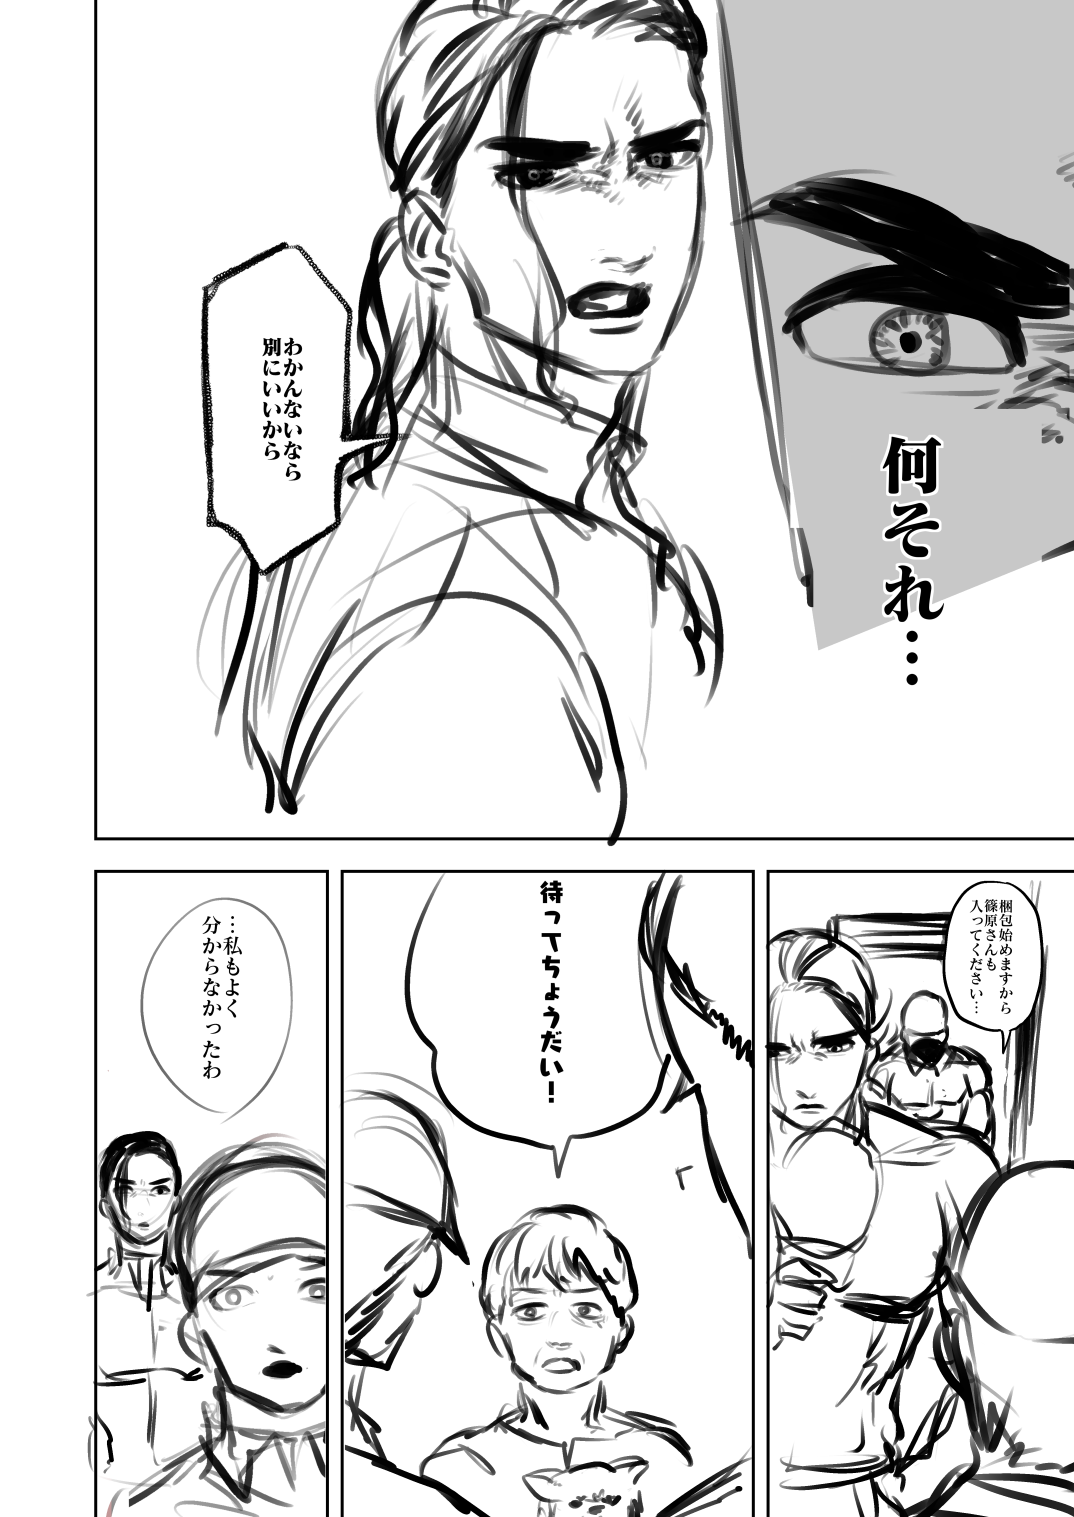 何それ…
わかんないなら
別にいいから
梱包始めますから
篠原さんも
入ってください…
待ってちょうだい!
…私もよく
分からなかったわ